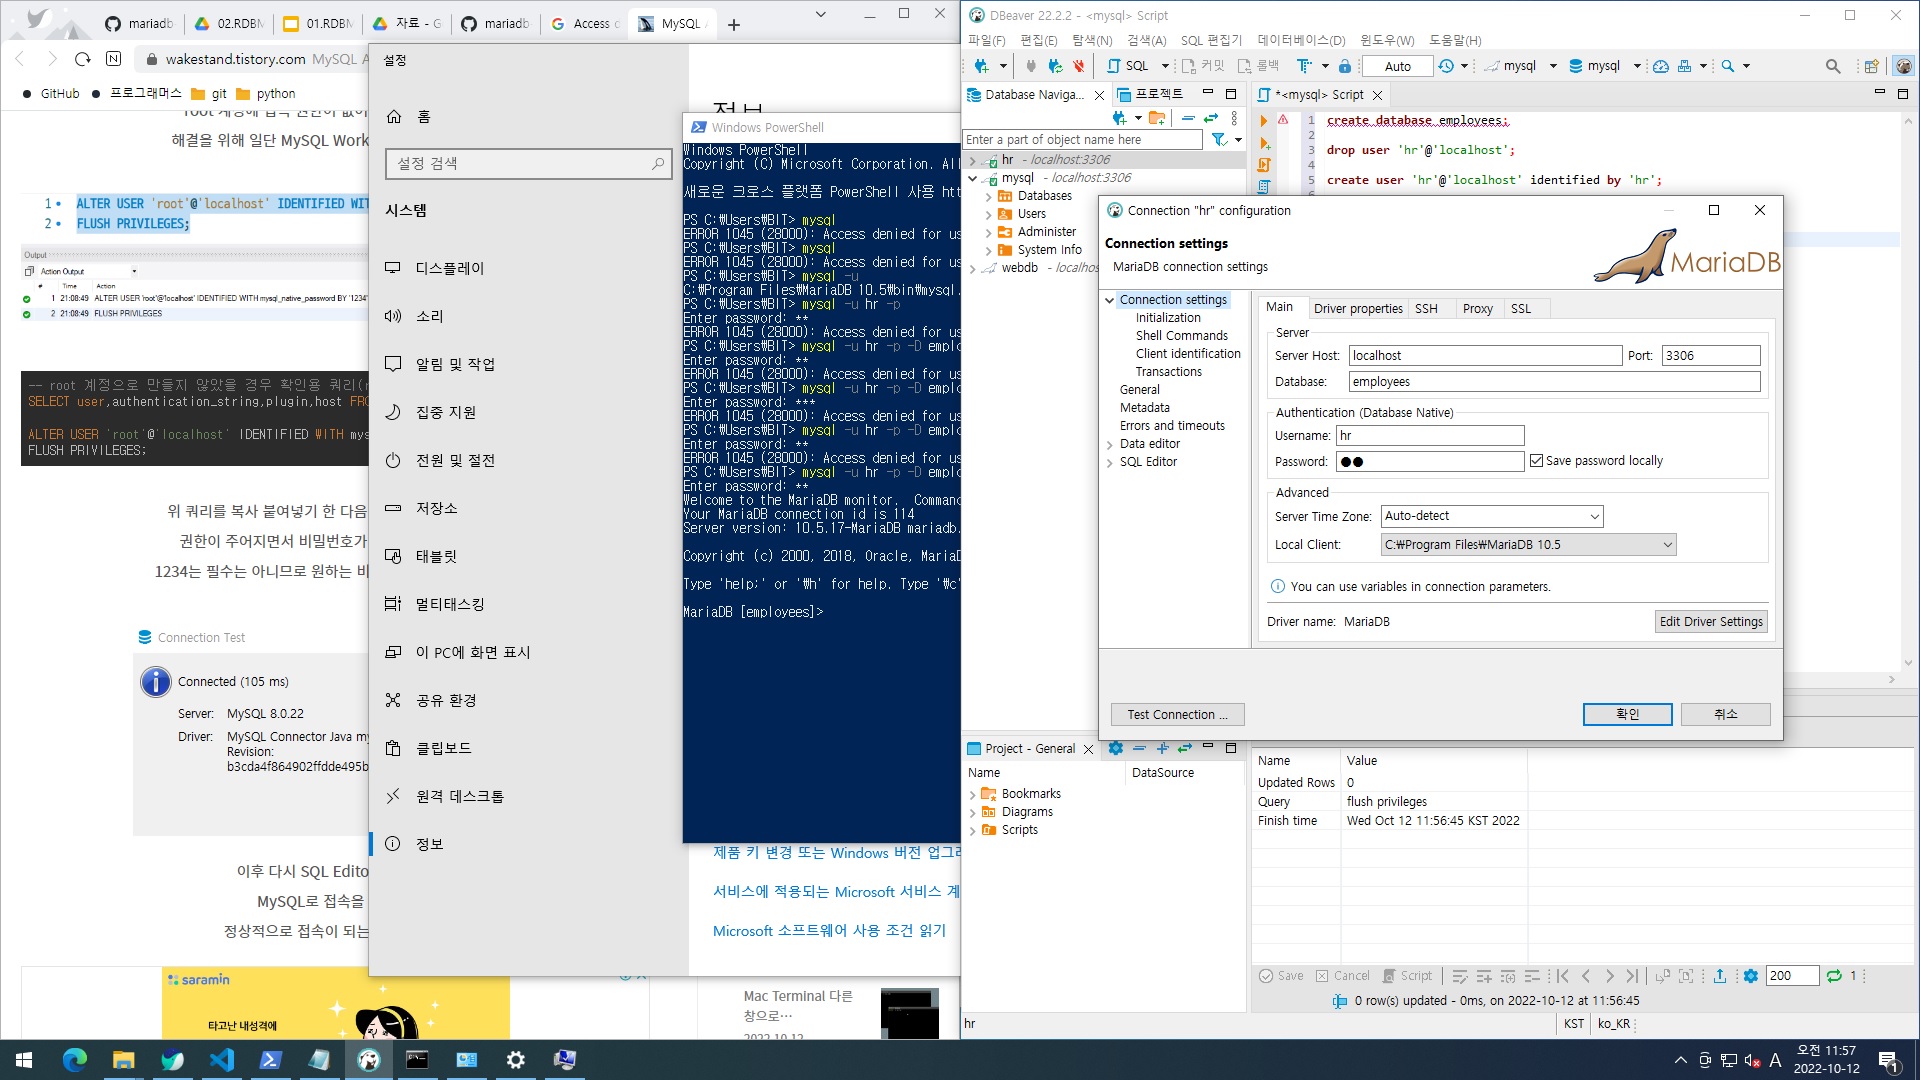 mariadb
02.RDBM
01.RDBM
자료 - G
mariadb
Access d
MySQL A
wakestand.tistory.com MySQL A
GitHub
프로그래머스
git
python
해결을 위해 일단 MySQL Work
1 ALTER USER 'root'@'localhost' IDENTIFIED WIT
2 FLUSH PRIVILEGES;
Output
Action Output
# Time Action
1 21:08:49 ALTER USER 'root'@'localhost' IDENTIFIED WITH mysql_native_password BY '1234'
2 21:08:49 FLUSH PRIVILEGES
-- root 계정으로 만들지 않았을 경우 확인용 쿼리(r
SELECT user,authentication_string,plugin,host FRO
ALTER USER 'root'@'localhost' IDENTIFIED WITH mys
FLUSH PRIVILEGES;
위 쿼리를 복사 붙여넣기 한 다음
권한이 주어지면서 비밀번호가
1234는 필수는 아니므로 원하는 비
Connection Test
Connected (105 ms)
Server: MySQL 8.0.22
Driver: MySQL Connector Java my
Revision:
b3cda4f864902ffdde495b
이후 다시 SQL Edito
MySQL로 접속을
정상적으로 접속이 되는
saramin
타고난 내성격에
설정
홈
설정 검색
시스템
디스플레이
소리
알림 및 작업
집중 지원
전원 및 절전
저장소
태블릿
멀티태스킹
이 PC에 화면 표시
공유 환경
클립보드
원격 데스크톱
정보
정보
제품 키 변경 또는 Windows 버전 업그레
서비스에 적용되는 Microsoft 서비스 계
Microsoft 소프트웨어 사용 조건 읽기
Mac Terminal 다른
창으로…
2022.10.12
Windows PowerShell
Windows PowerShell
Copyright (C) Microsoft Corporation. All
새로운 크로스 플랫폼 PowerShell 사용 htt
PS C:₩Users₩BIT> mysql
ERROR 1045 (28000): Access denied for us
PS C:₩Users₩BIT> mysql
ERROR 1045 (28000): Access denied for us
PS C:₩Users₩BIT> mysql -u
C:₩Program Files₩MariaDB 10.5₩bin₩mysql.
PS C:₩Users₩BIT> mysql -u hr -p
Enter password: **
ERROR 1045 (28000): Access denied for us
PS C:₩Users₩BIT> mysql -u hr -p -D emplo
Enter password: **
ERROR 1045 (28000): Access denied for us
PS C:₩Users₩BIT> mysql -u hr -p -D emplo
Enter password: ***
ERROR 1045 (28000): Access denied for us
PS C:₩Users₩BIT> mysql -u hr -p -D emplo
Enter password: **
ERROR 1045 (28000): Access denied for us
PS C:₩Users₩BIT> mysql -u hr -p -D emplo
Enter password: **
Welcome to the MariaDB monitor.  Commanc
Your MariaDB connection id is 114
Server version: 10.5.17-MariaDB mariadb.
Copyright (c) 2000, 2018, Oracle, MariaD
Type 'help;' or '₩h' for help. Type '₩c'
MariaDB [employees]>
DBeaver 22.2.2 - <mysql> Script
파일(F) 편집(E) 탐색(N) 검색(A) SQL 편집기 데이터베이스(D) 윈도우(W) 도움말(H)
SQL 커밋 롤백 Auto mysql mysql
Database Naviga...
프로젝트
*<mysql> Script
Enter a part of object name here
hr - localhost:3306
mysql - localhost:3306
Databases
Users
Administer
System Info
webdb - localhos
1 create database employees;
2
3 drop user 'hr'@'localhost';
4
5 create user 'hr'@'localhost' identified by 'hr';
Connection "hr" configuration
Connection settings
MariaDB connection settings
MariaDB
Connection settings
Initialization
Shell Commands
Client identification
Transactions
General
Metadata
Errors and timeouts
Data editor
SQL Editor
Main Driver properties SSH Proxy SSL
Server
Server Host: localhost Port: 3306
Database: employees
Authentication (Database Native)
Username: hr
Password: ●● Save password locally
Advanced
Server Time Zone: Auto-detect
Local Client: C:₩Program Files₩MariaDB 10.5
You can use variables in connection parameters.
Driver name: MariaDB Edit Driver Settings
Test Connection ... 확인 취소
Project - General
Name DataSource
Bookmarks
Diagrams
Scripts
Name Value
Updated Rows 0
Query flush privileges
Finish time Wed Oct 12 11:56:45 KST 2022
Save Cancel Script 200 1
0 row(s) updated - 0ms, on 2022-10-12 at 11:56:45
hr KST ko_KR
A 오전 11:57
2022-10-12
1